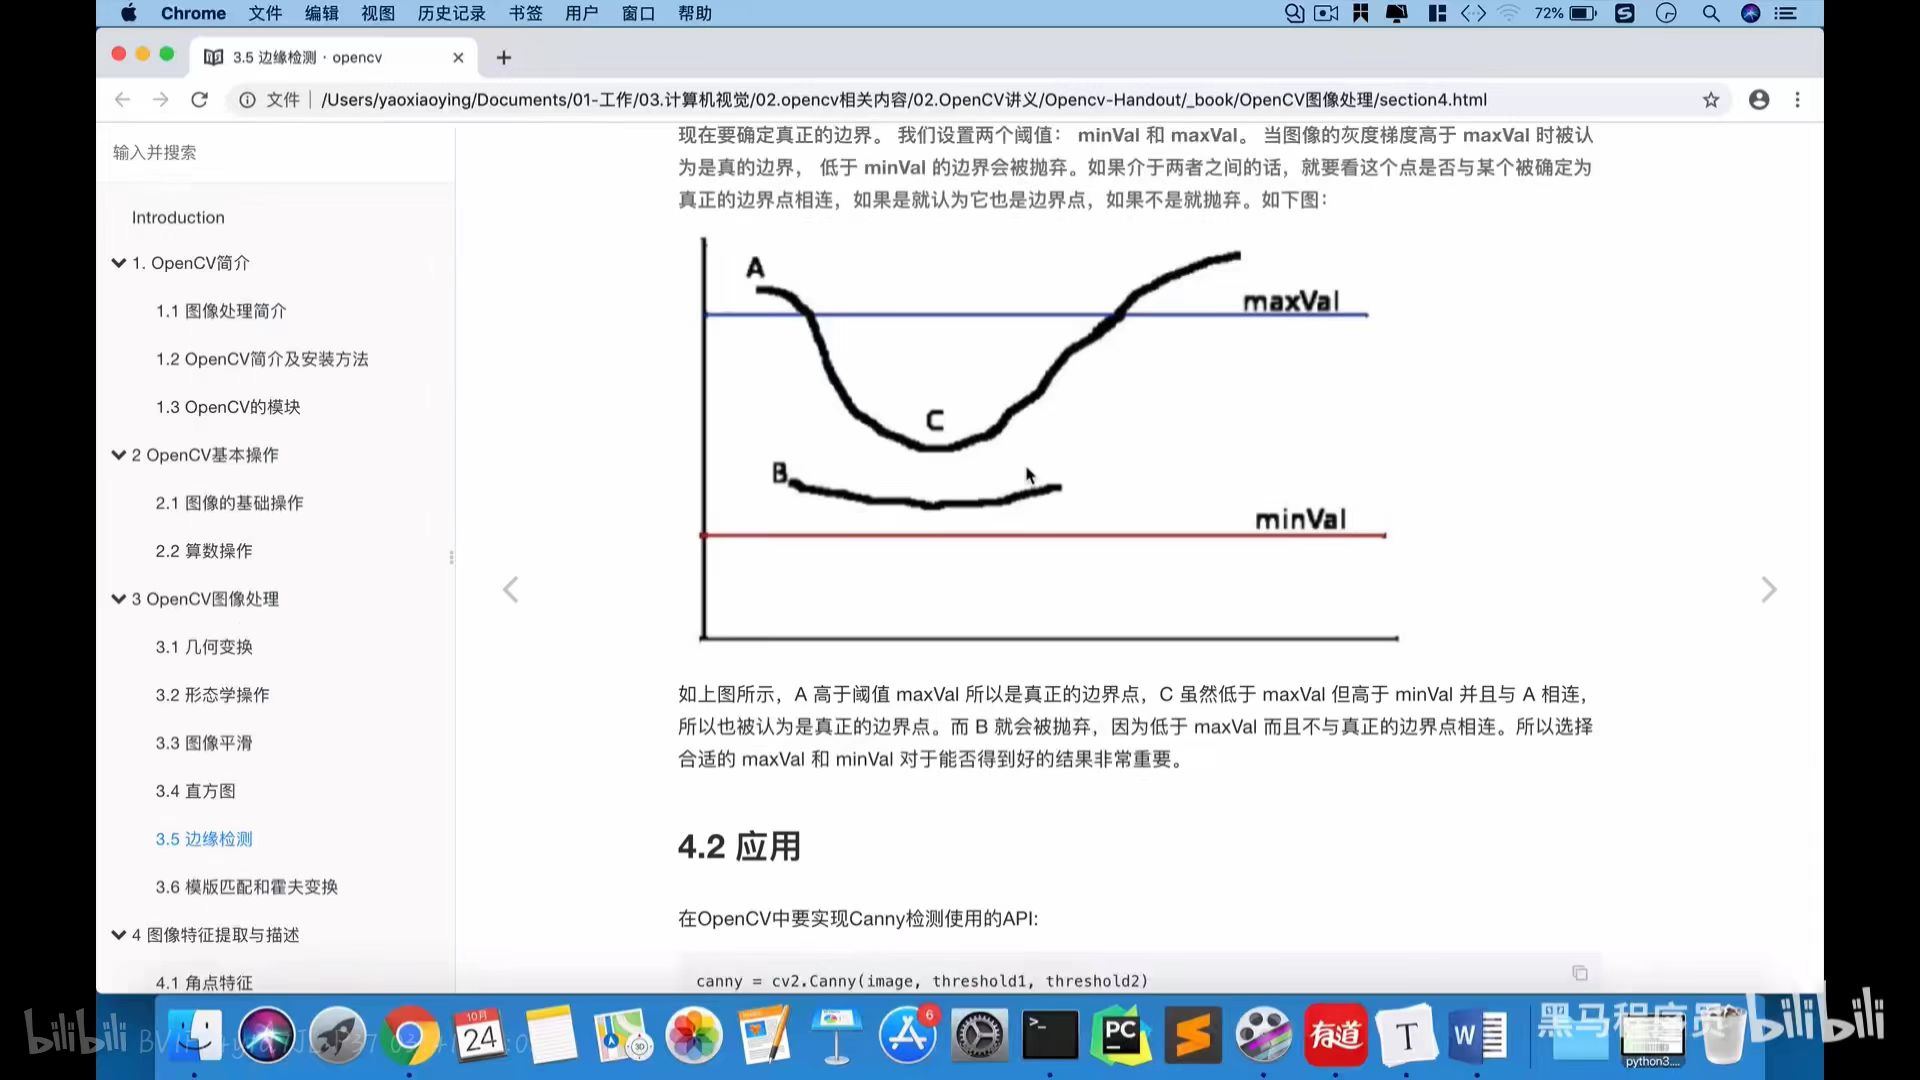 Chrome 文件 编辑 视图 历史记录 书签 用户 窗口 帮助
72%
3.5 边缘检测 · opencv
文件 /Users/yaoxiaoying/Documents/01-工作/03.计算机视觉/02.opencv相关内容/02.OpenCV讲义/Opencv-Handout/_book/OpenCV图像处理/section4.html
输入并搜索
Introduction
1. OpenCV简介
1.1 图像处理简介
1.2 OpenCV简介及安装方法
1.3 OpenCV的模块
2 OpenCV基本操作
2.1 图像的基础操作
2.2 算数操作
3 OpenCV图像处理
3.1 几何变换
3.2 形态学操作
3.3 图像平滑
3.4 直方图
3.5 边缘检测
3.6 模版匹配和霍夫变换
4 图像特征提取与描述
4.1 角点特征
现在要确定真正的边界。 我们设置两个阈值： minVal 和 maxVal。 当图像的灰度梯度高于 maxVal 时被认
为是真的边界， 低于 minVal 的边界会被抛弃。如果介于两者之间的话，就要看这个点是否与某个被确定为
真正的边界点相连，如果是就认为它也是边界点，如果不是就抛弃。如下图：
A
maxVal
C
B
minVal
如上图所示，A 高于阈值 maxVal 所以是真正的边界点，C 虽然低于 maxVal 但高于 minVal 并且与 A 相连，
所以也被认为是真正的边界点。而 B 就会被抛弃，因为低于 maxVal 而且不与真正的边界点相连。所以选择
合适的 maxVal 和 minVal 对于能否得到好的结果非常重要。
4.2 应用
在OpenCV中要实现Canny检测使用的API:
canny = cv2.Canny(image, threshold1, threshold2)
bilibili
10月
24
3D
6
PC
有道
T
W
python3....
黑马程序员 bilibili